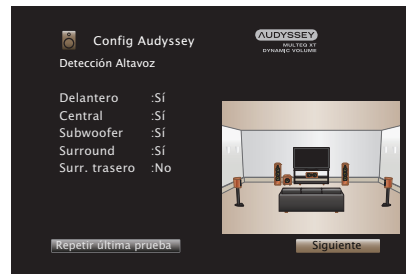 Config Audyssey
AUDYSSEY
MULTEQ XT
DYNAMIC VOLUME
Detección Altavoz
Delantero :Sí
Central :Sí
Subwoofer :Sí
Surround :Sí
Surr. trasero :No
Repetir última prueba
Siguiente